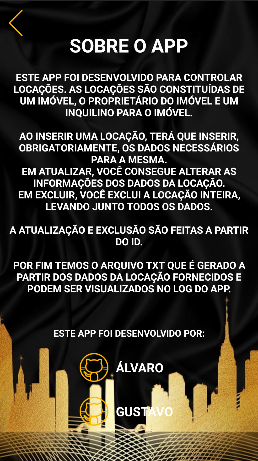 SOBRE O APP
ESTE APP FOI DESENVOLVIDO PARA CONTROLAR
LOCAÇÕES. AS LOCAÇÕES SÃO CONSTITUÍDAS DE
UM IMÓVEL, O PROPRIETÁRIO DO IMÓVEL E UM
INQUILINO PARA O IMÓVEL.
AO INSERIR UMA LOCAÇÃO, TERÁ QUE INSERIR,
OBRIGATORIAMENTE, OS DADOS NECESSÁRIOS
PARA A MESMA.
EM ATUALIZAR, VOCÊ CONSEGUE ALTERAR AS
INFORMAÇÕES DOS DADOS DA LOCAÇÃO.
EM EXCLUIR, VOCÊ EXCLUI A LOCAÇÃO INTEIRA,
LEVANDO JUNTO TODOS OS DADOS.
A ATUALIZAÇÃO E EXCLUSÃO SÃO FEITAS A PARTIR
DO ID.
POR FIM TEMOS O ARQUIVO TXT QUE É GERADO A
PARTIR DOS DADOS DA LOCAÇÃO FORNECIDOS E
PODEM SER VISUALIZADOS NO LOG DO APP.
ESTE APP FOI DESENVOLVIDO POR:
ÁLVARO
GUSTAVO